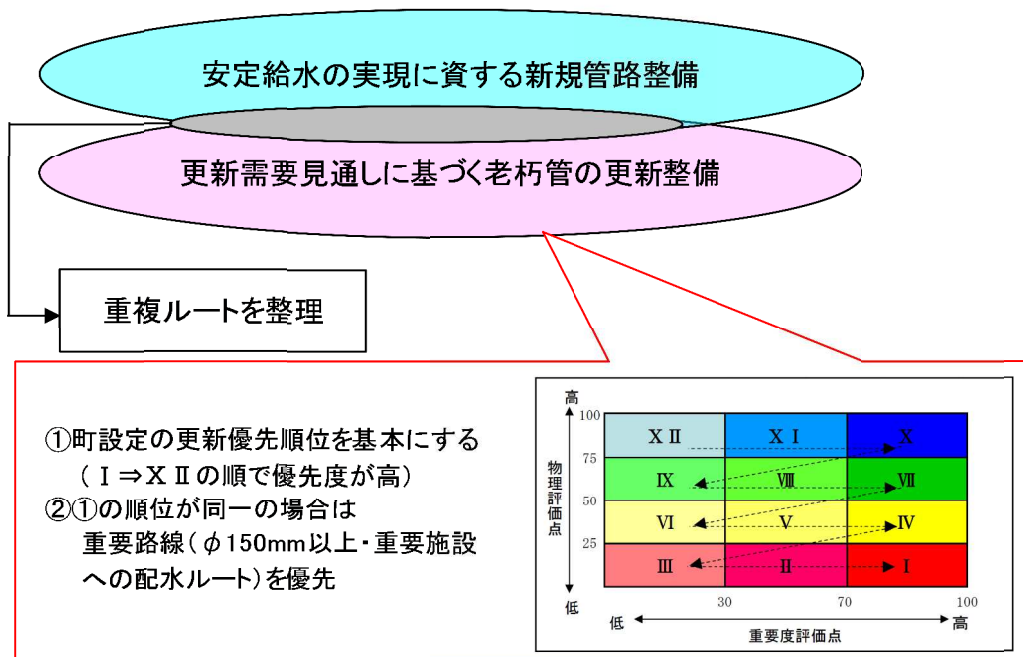 安定給水の実現に資する新規管路整備
更新需要見通しに基づく老朽管の更新整備
重複ルートを整理
①町設定の更新優先順位を基本にする
（Ⅰ⇒ⅩⅡの順で優先度が高）
②①の順位が同一の場合は
重要路線（φ150mm以上・重要施設
への配水ルート）を優先
高
100
ⅩⅡ ⅩⅠ Ⅹ
75
物理評価点
Ⅸ Ⅷ Ⅶ
50
Ⅵ Ⅴ Ⅳ
25
Ⅲ Ⅱ Ⅰ
低
30 70 100
低 高
重要度評価点